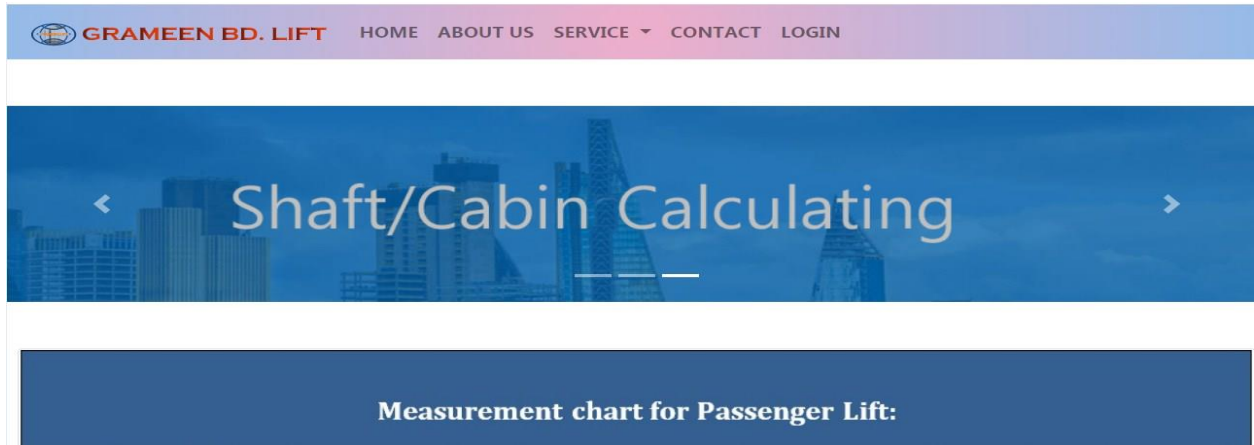 GRAMEEN BD. LIFT HOME ABOUT US SERVICE CONTACT LOGIN
Shaft/Cabin Calculating
Measurement chart for Passenger Lift: